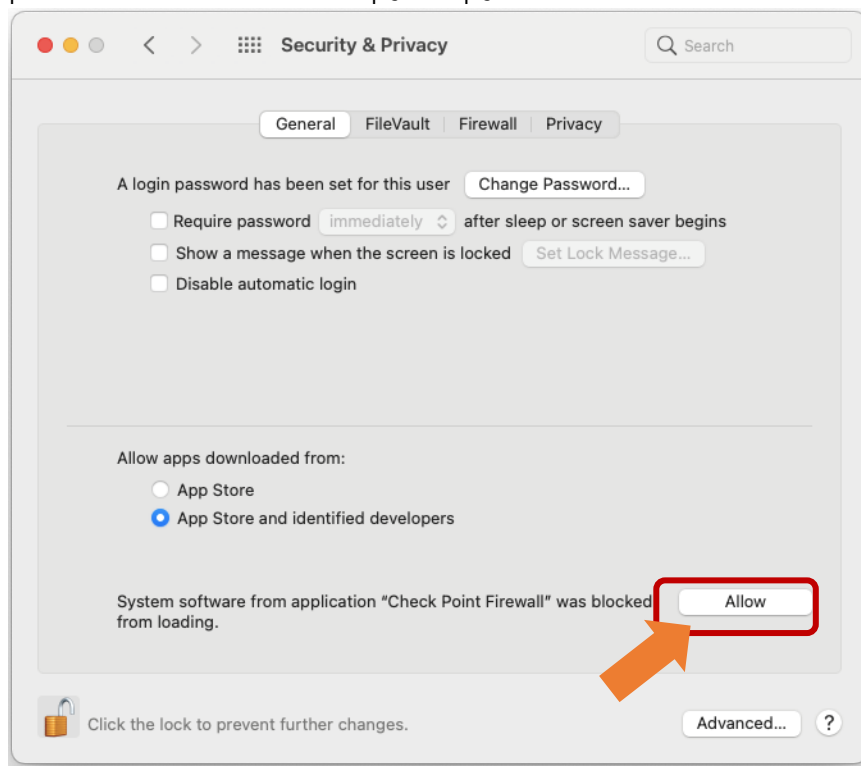 Security & Privacy
Search
General FileVault Firewall Privacy
A login password has been set for this user Change Password...
Require password immediately after sleep or screen saver begins
Show a message when the screen is locked Set Lock Message...
Disable automatic login
Allow apps downloaded from:
App Store
App Store and identified developers
System software from application "Check Point Firewall" was blocked Allow
from loading.
Click the lock to prevent further changes. Advanced... ?